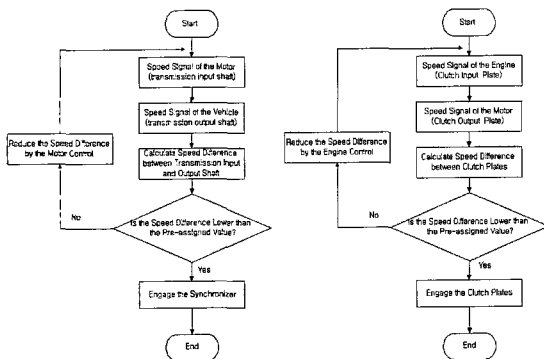 Start
Speed Signal of the Motor
(transmission input shaft)
Speed Signal of the Vehicle
(transmission output shaft)
Reduce the Speed Difference
by the Motor Control
Calculate Speed Difference
between Transmission Input
and Output Shaft
No
Is the Speed Difference Lower than
the Pre-assigned Value?
Yes
Engage the Synchronizer
End
Start
Speed Signal of the Engine
(Clutch Input Plate)
Speed Signal of the Motor
(Clutch Output Plate)
Reduce the Speed Difference
by the Engine Control
Calculate Speed Difference
between Clutch Plates
No
Is the Speed Difference Lower than
the Pre-assigned Value?
Yes
Engage the Clutch Plates
End